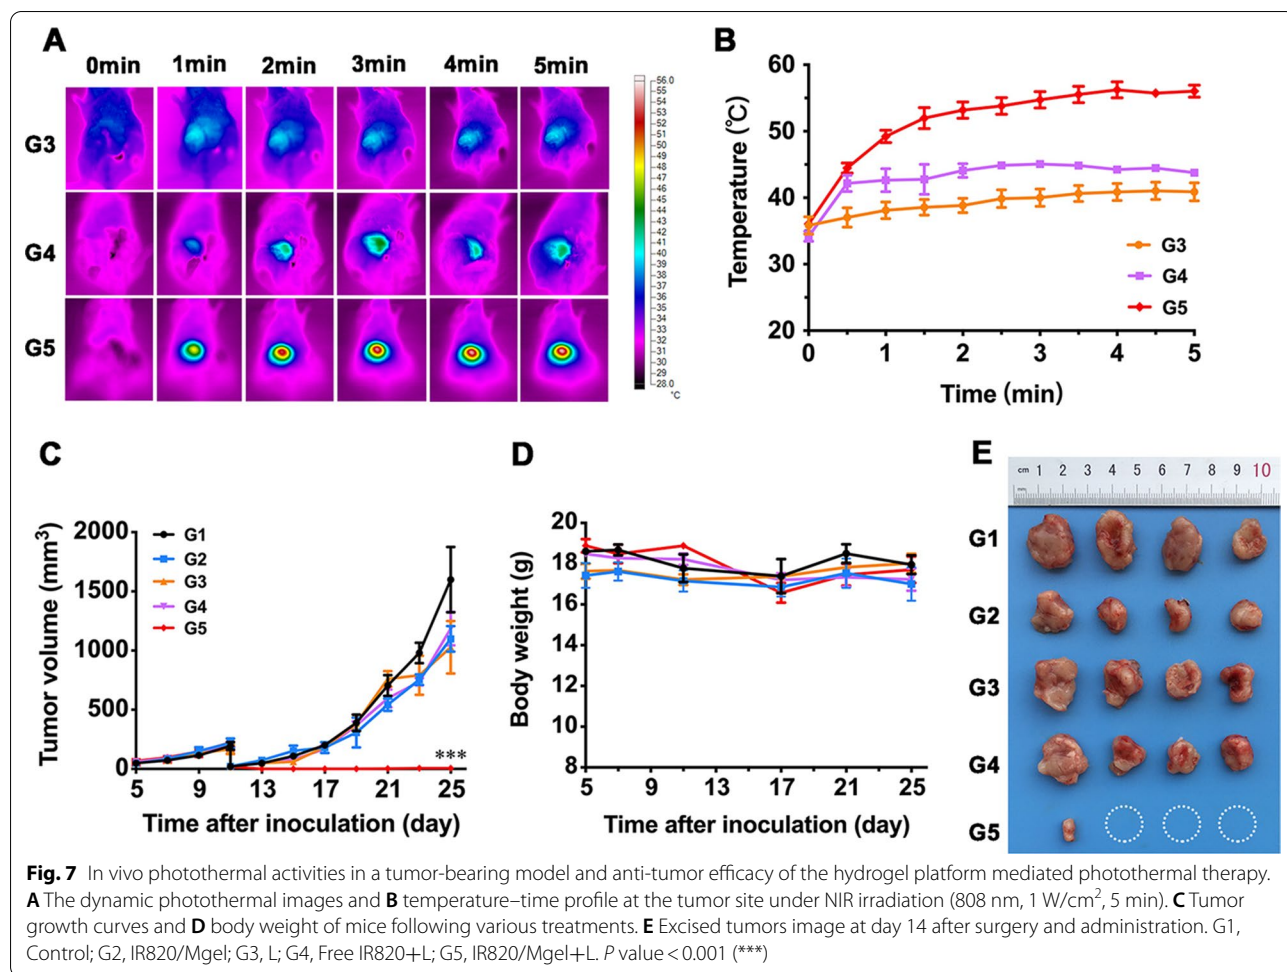 A
0min 1min 2min 3min 4min 5min
G3
G4
G5
56.0
55
54
53
52
51
50
49
48
47
46
45
44
43
42
41
40
39
38
37
36
35
34
33
32
31
30
29
28.0
°C
B
Temperature (℃)
60
50
40
30
20
G3
G4
G5
0 1 2 3 4 5
Time (min)
C
Tumor volume (mm³)
2000
1500
1000
500
0
G1
G2
G3
G4
G5
***
5 9 13 17 21 25
Time after inoculation (day)
D
Body weight (g)
20
18
16
14
12
10
8
5 9 13 17 21 25
Time after inoculation (day)
E
cm 1 2 3 4 5 6 7 8 9 10
mm
G1
G2
G3
G4
G5
Fig. 7 In vivo photothermal activities in a tumor-bearing model and anti-tumor efficacy of the hydrogel platform mediated photothermal therapy.
A The dynamic photothermal images and B temperature–time profile at the tumor site under NIR irradiation (808 nm, 1 W/cm², 5 min). C Tumor
growth curves and D body weight of mice following various treatments. E Excised tumors image at day 14 after surgery and administration. G1,
Control; G2, IR820/Mgel; G3, L; G4, Free IR820+L; G5, IR820/Mgel+L. P value < 0.001 (***)